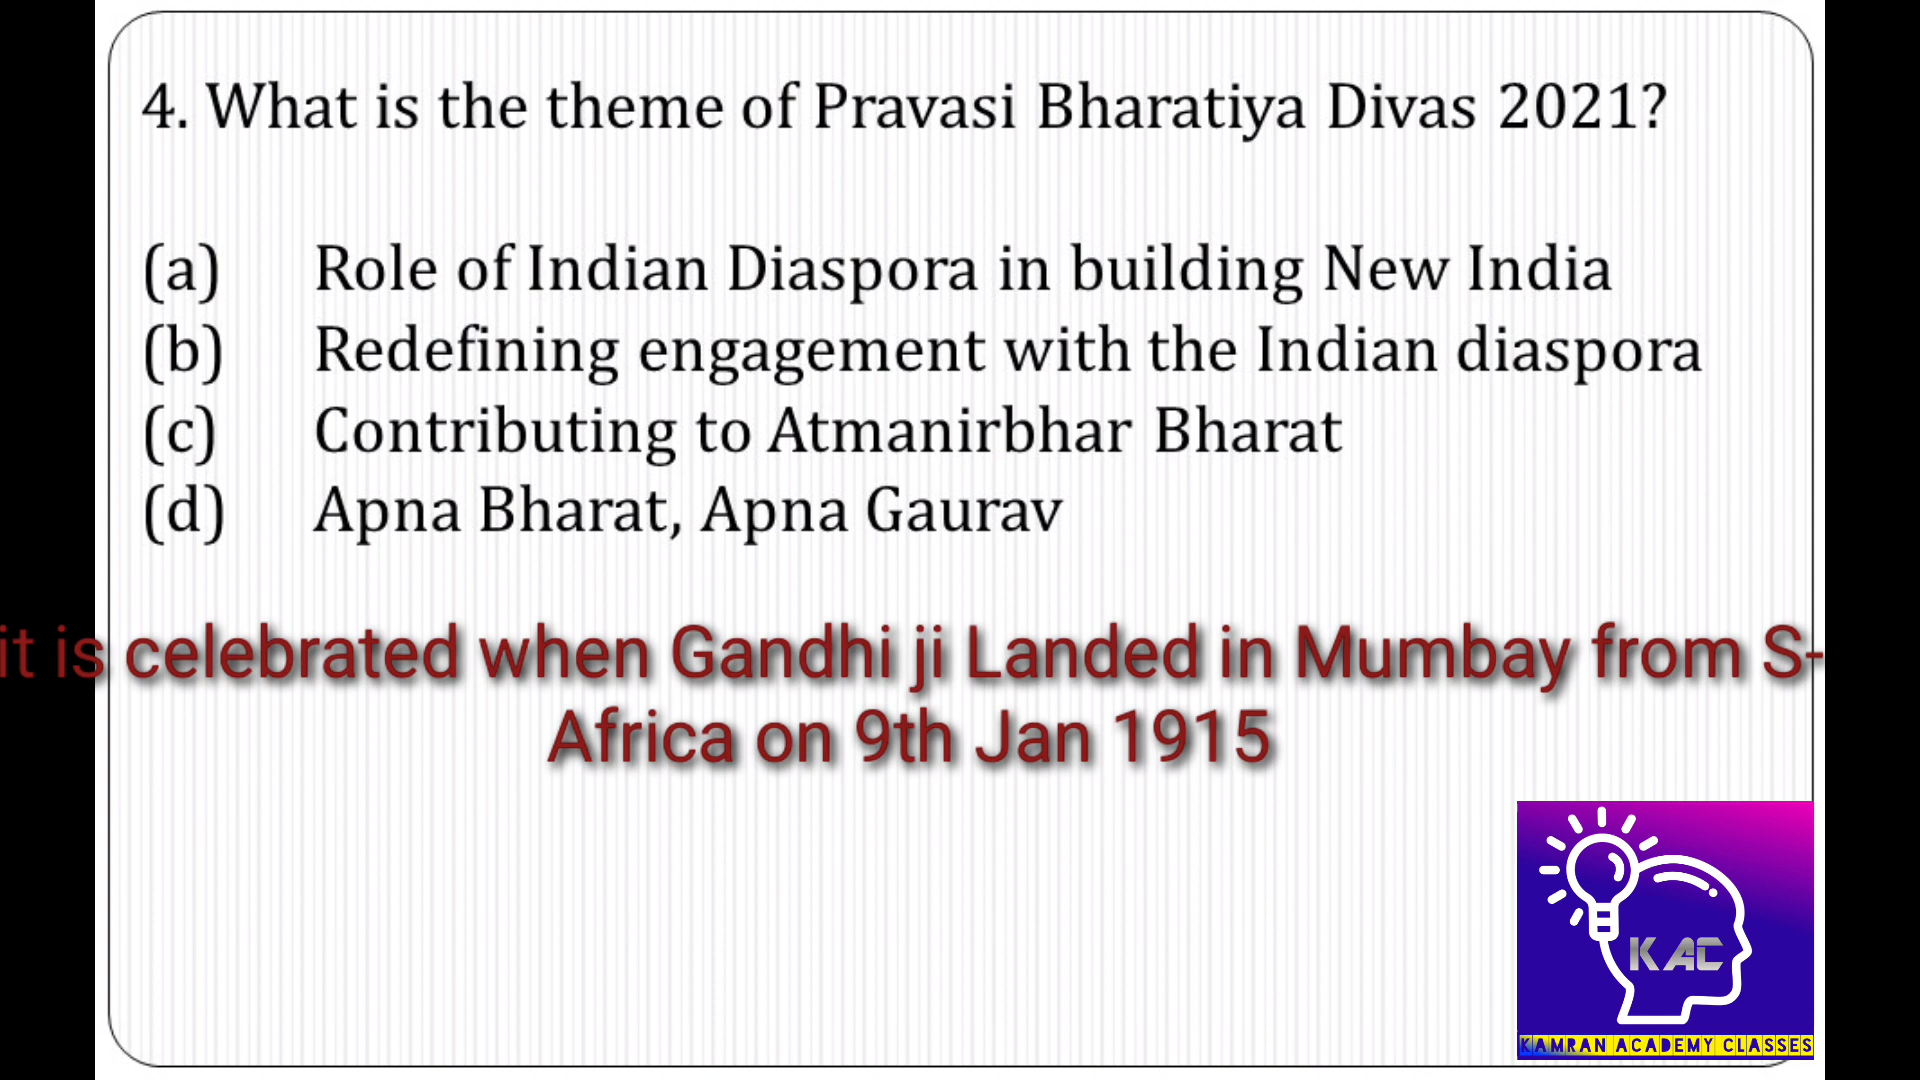 4. What is the theme of Pravasi Bharatiya Divas 2021?
(a) Role of Indian Diaspora in building New India
(b) Redefining engagement with the Indian diaspora
(c) Contributing to Atmanirbhar Bharat
(d) Apna Bharat, Apna Gaurav
it is celebrated when Gandhi ji Landed in Mumbay from S-
Africa on 9th Jan 1915
KAC
KAMRAN ACADEMY CLASSES